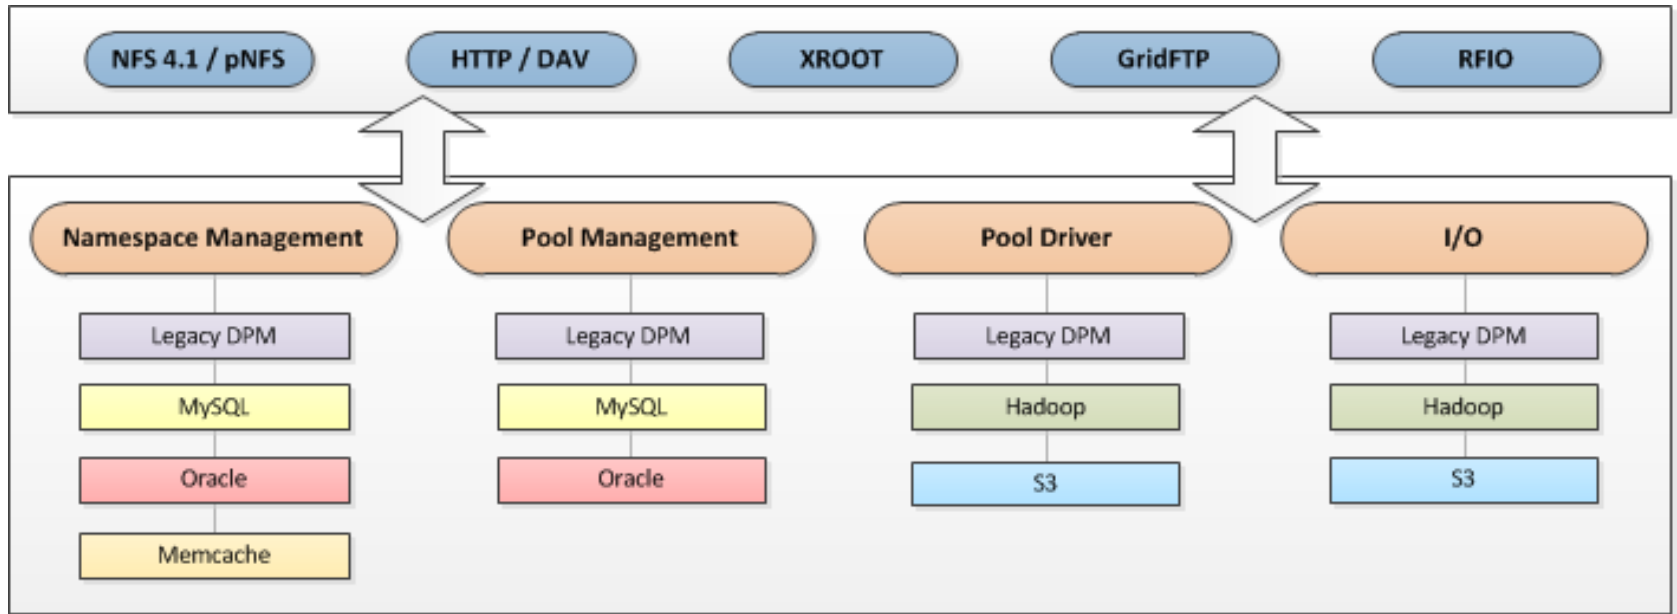 NFS 4.1 / pNFS
HTTP / DAV
XROOT
GridFTP
RFIO
Namespace Management
Pool Management
Pool Driver
I/O
Legacy DPM
Legacy DPM
Legacy DPM
Legacy DPM
MySQL
MySQL
Hadoop
Hadoop
Oracle
Oracle
S3
S3
Memcache